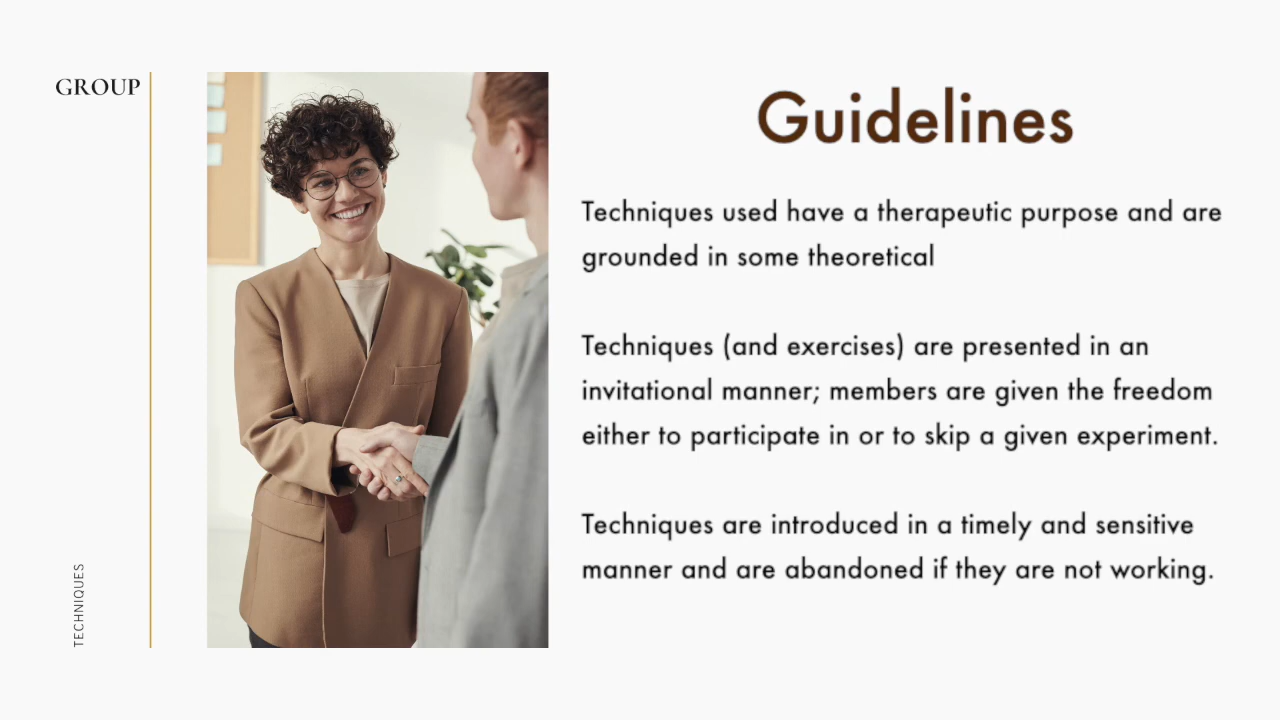 GROUP
TECHNIQUES
Guidelines
Techniques used have a therapeutic purpose and are
grounded in some theoretical
Techniques (and exercises) are presented in an
invitational manner; members are given the freedom
either to participate in or to skip a given experiment.
Techniques are introduced in a timely and sensitive
manner and are abandoned if they are not working.